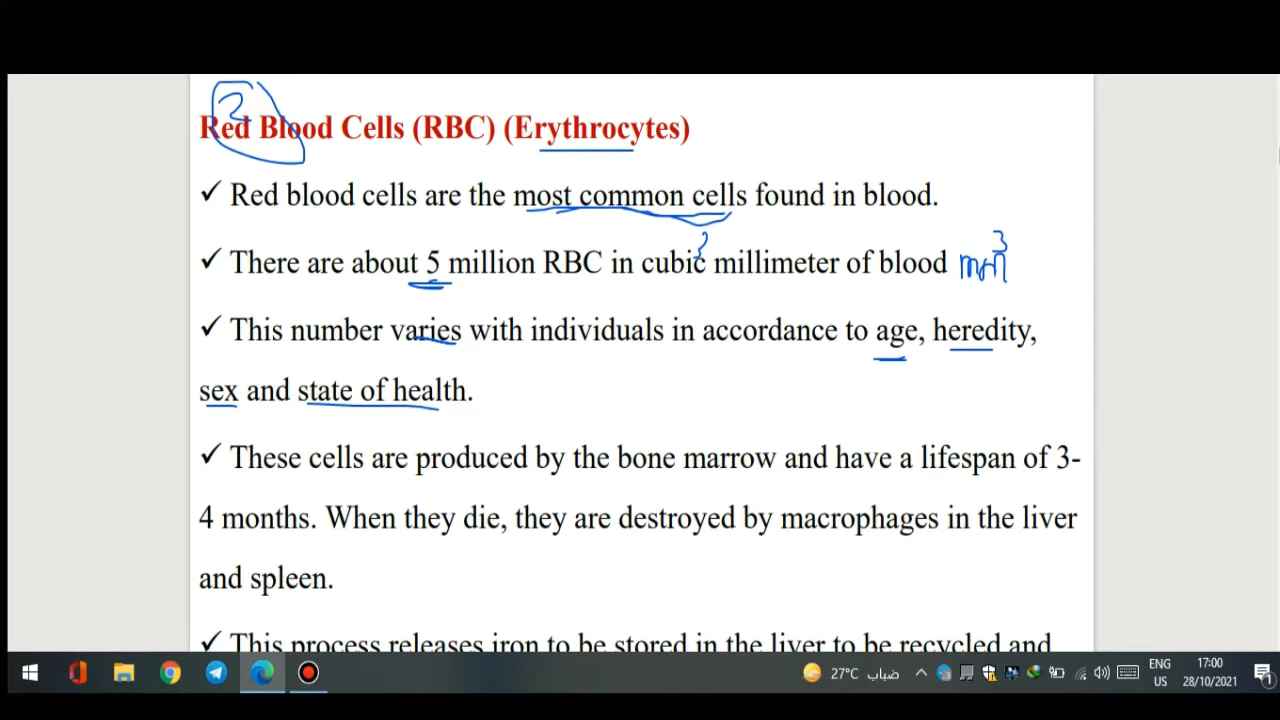 2
Red Blood Cells (RBC) (Erythrocytes)
✓ Red blood cells are the most common cells found in blood.
3
✓ There are about 5 million RBC in cubic millimeter of blood mm³
✓ This number varies with individuals in accordance to age, heredity,
sex and state of health.
✓ These cells are produced by the bone marrow and have a lifespan of 3-
4 months. When they die, they are destroyed by macrophages in the liver
and spleen.
✓ This process releases iron to be stored in the liver to be recycled and
27°C ضباب
ENG
US
17:00
28/10/2021
1